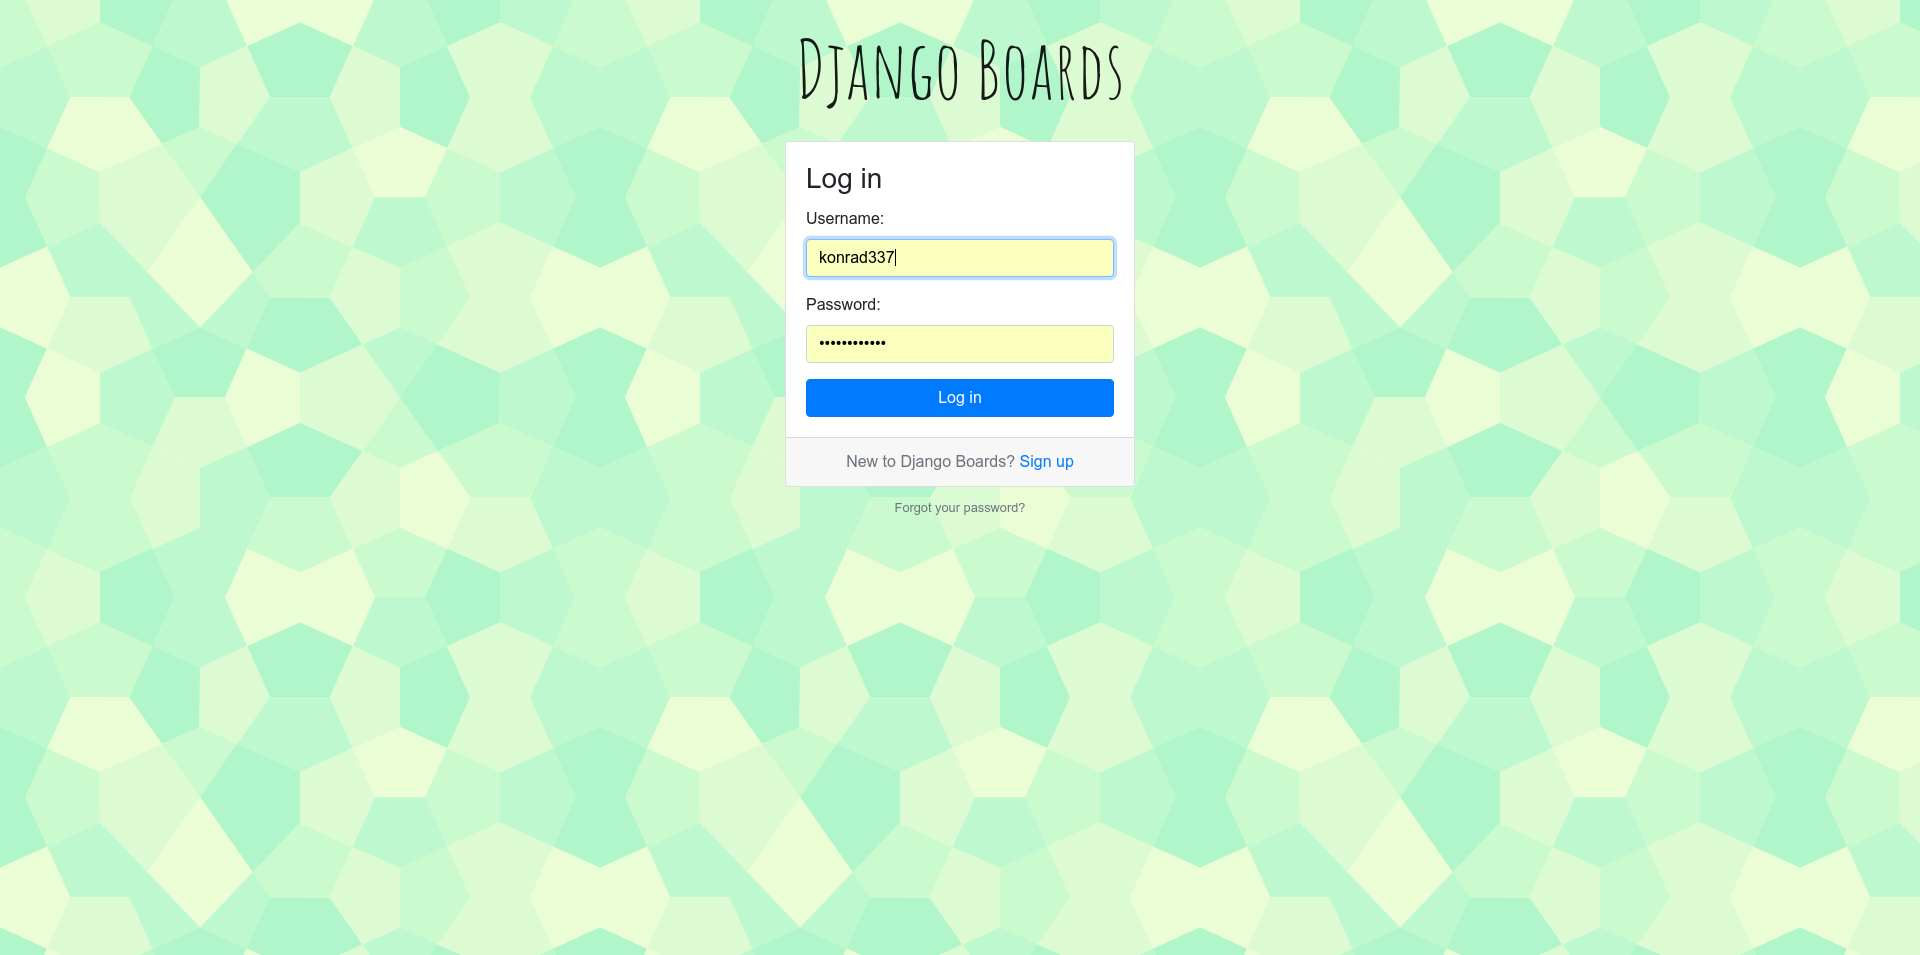 Django Boards
Log in
Username:
konrad337
Password:
••••••••••••
Log in
New to Django Boards? Sign up
Forgot your password?